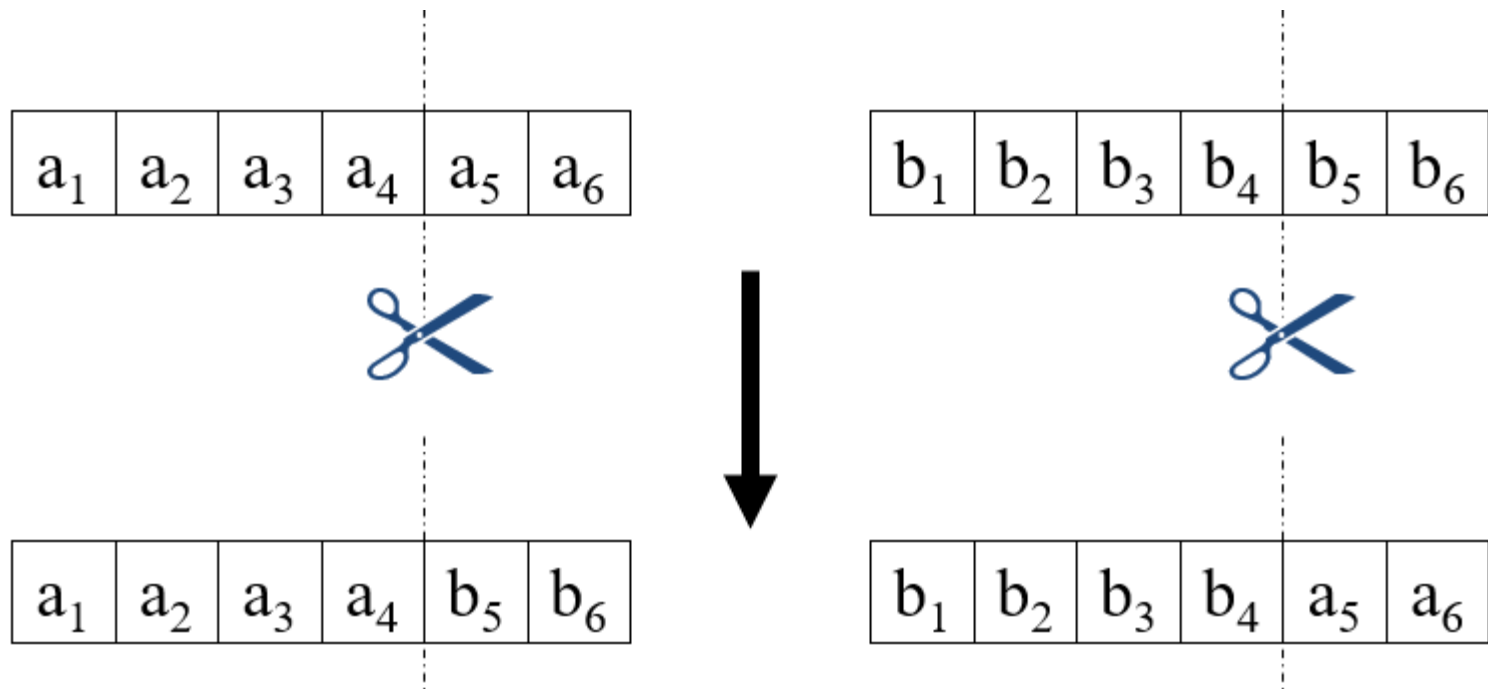 a₁ a₂ a₃ a₄ a₅ a₆ b₁ b₂ b₃ b₄ b₅ b₆
a₁ a₂ a₃ a₄ b₅ b₆ b₁ b₂ b₃ b₄ a₅ a₆